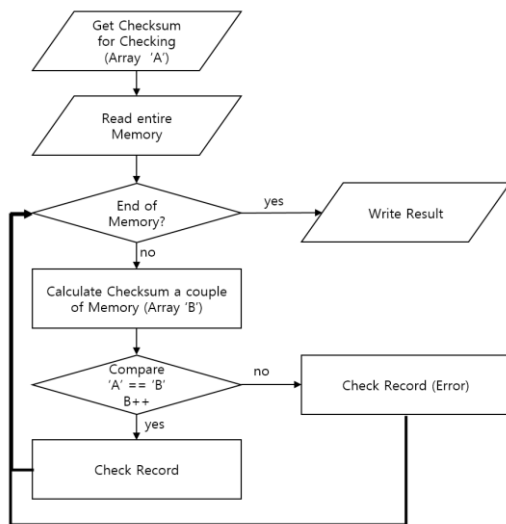 Get Checksum
for Checking
(Array 'A')
Read entire
Memory
End of
Memory?
yes
Write Result
no
Calculate Checksum a couple
of Memory (Array 'B')
Compare
'A' == 'B'
B++
no
Check Record (Error)
yes
Check Record